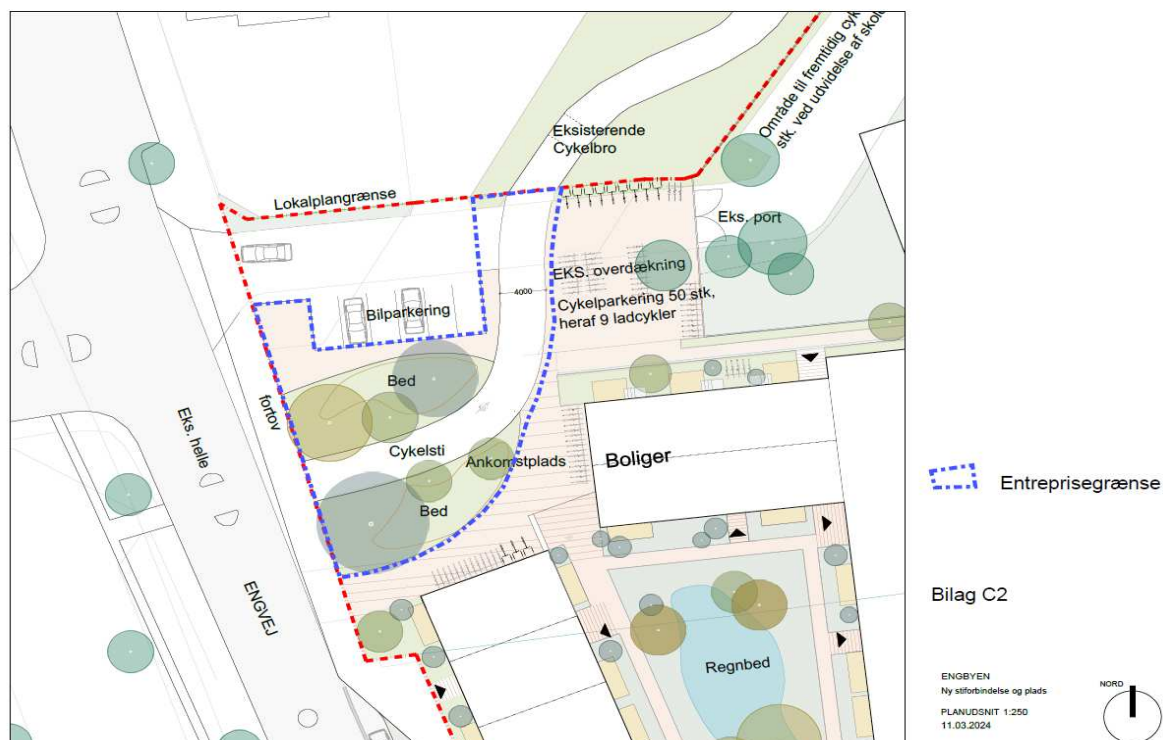 Område til fremtidig
stk. ved udvidelse af
Eksisterende
Cykelbro
Lokalplangrænse
Eks. port
EKS. overdækning
4000
Cykelparkering 50 stk,
heraf 9 ladcykler
Bilparkering
Bed
fortov
Eks. helle
Cykelsti
Ankomstplads
Boliger
Bed
Entreprisegrænse
Bilag C2
ENGVEJ
Regnbed
ENGBYEN
Ny stiforbindelse og plads
PLANUDSNIT 1:250
11.03.2024
NORD